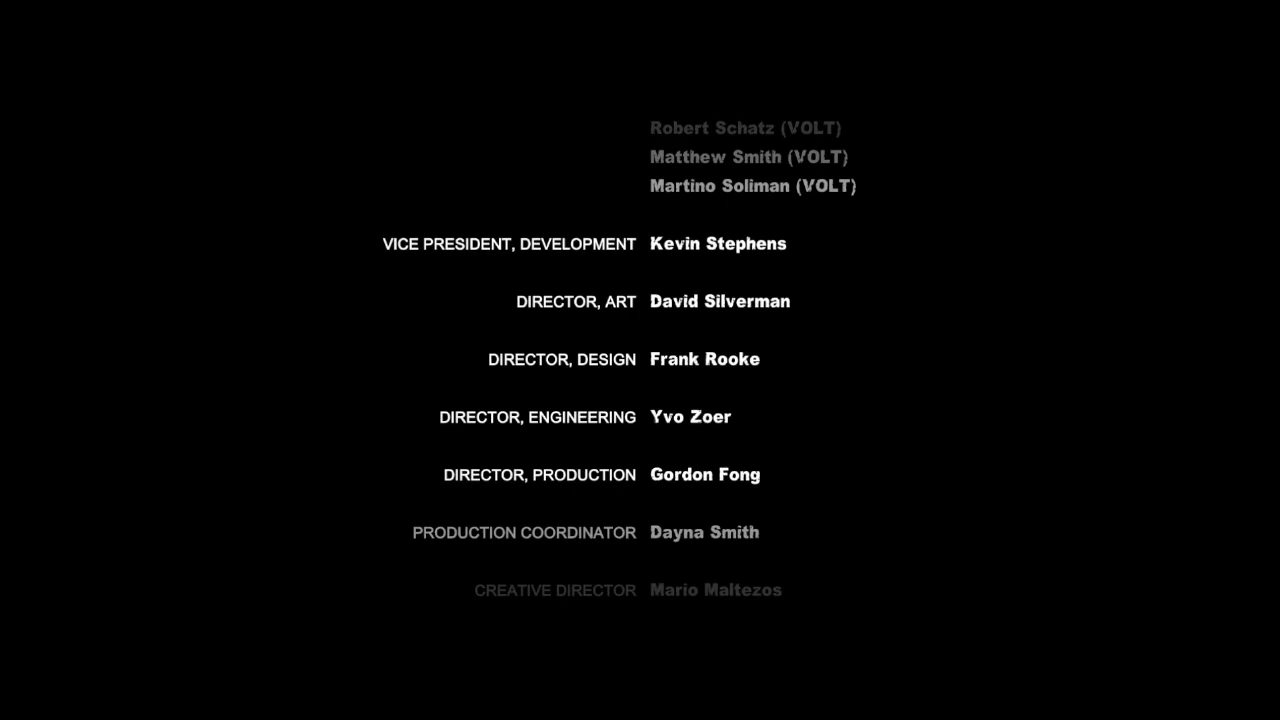 Robert Schatz (VOLT)
Matthew Smith (VOLT)
Martino Soliman (VOLT)
VICE PRESIDENT, DEVELOPMENT Kevin Stephens
DIRECTOR, ART David Silverman
DIRECTOR, DESIGN Frank Rooke
DIRECTOR, ENGINEERING Yvo Zoer
DIRECTOR, PRODUCTION Gordon Fong
PRODUCTION COORDINATOR Dayna Smith
CREATIVE DIRECTOR Mario Maltezos